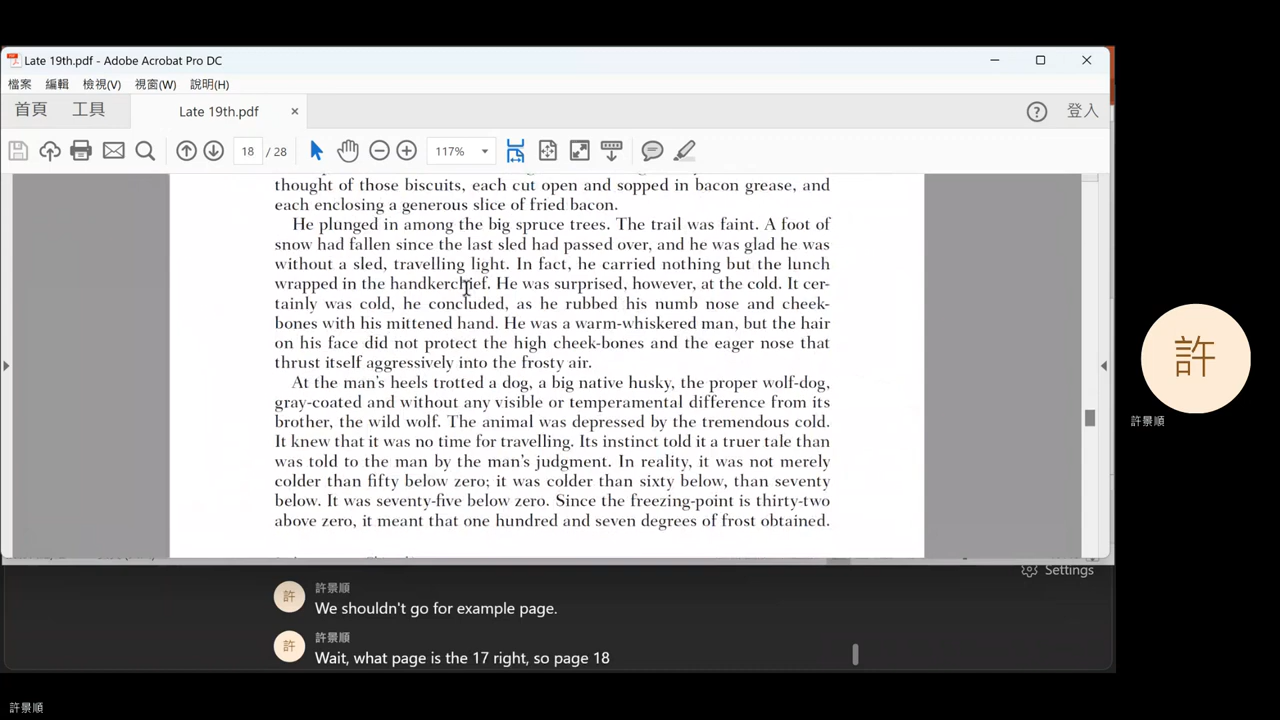 Late 19th.pdf - Adobe Acrobat Pro DC
檔案 編輯 檢視(V) 視窗(W) 說明(H)
首頁 工具 Late 19th.pdf × ? 登入
18 / 28 117%
thought of those biscuits, each cut open and sopped in bacon grease, and
each enclosing a generous slice of fried bacon.
He plunged in among the big spruce trees. The trail was faint. A foot of
snow had fallen since the last sled had passed over, and he was glad he was
without a sled, travelling light. In fact, he carried nothing but the lunch
wrapped in the handkerchief. He was surprised, however, at the cold. It cer-
tainly was cold, he concluded, as he rubbed his numb nose and cheek-
bones with his mittened hand. He was a warm-whiskered man, but the hair
on his face did not protect the high cheek-bones and the eager nose that
thrust itself aggressively into the frosty air.
At the man's heels trotted a dog, a big native husky, the proper wolf-dog,
gray-coated and without any visible or temperamental difference from its
brother, the wild wolf. The animal was depressed by the tremendous cold.
It knew that it was no time for travelling. Its instinct told it a truer tale than
was told to the man by the man's judgment. In reality, it was not merely
colder than fifty below zero; it was colder than sixty below, than seventy
below. It was seventy-five below zero. Since the freezing-point is thirty-two
above zero, it meant that one hundred and seven degrees of frost obtained.
Settings
許 許景順
We shouldn't go for example page.
許 許景順
Wait, what page is the 17 right, so page 18
許
許景順
許景順